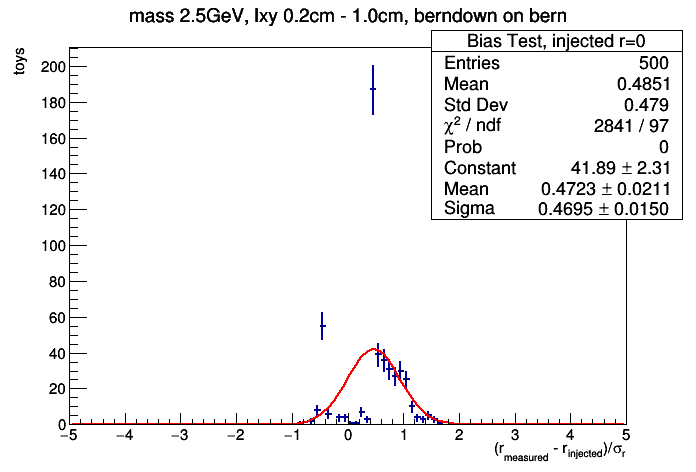 mass 2.5GeV, lxy 0.2cm - 1.0cm, berndown on bern
Bias Test, injected r=0
Entries 500
Mean 0.4851
Std Dev 0.479
χ² / ndf 2841 / 97
Prob 0
Constant 41.89 ± 2.31
Mean 0.4723 ± 0.0211
Sigma 0.4695 ± 0.0150
toys
200
180
160
140
120
100
80
60
40
20
0
−5 −4 −3 −2 −1 0 1 2 3 4 5
(r_measured - r_injected)/σ_r